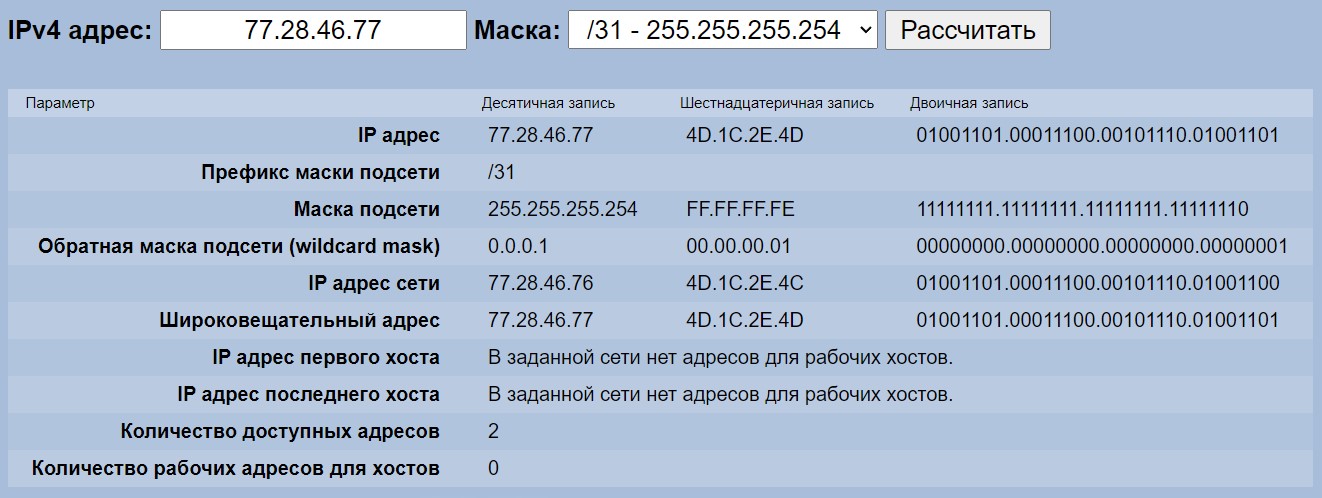 IPv4 адрес: 77.28.46.77 Маска: /31 - 255.255.255.254 Рассчитать
Параметр Десятичная запись Шестнадцатеричная запись Двоичная запись
IP адрес 77.28.46.77 4D.1C.2E.4D 01001101.00011100.00101110.01001101
Префикс маски подсети /31
Маска подсети 255.255.255.254 FF.FF.FF.FE 11111111.11111111.11111111.11111110
Обратная маска подсети (wildcard mask) 0.0.0.1 00.00.00.01 00000000.00000000.00000000.00000001
IP адрес сети 77.28.46.76 4D.1C.2E.4C 01001101.00011100.00101110.01001100
Широковещательный адрес 77.28.46.77 4D.1C.2E.4D 01001101.00011100.00101110.01001101
IP адрес первого хоста В заданной сети нет адресов для рабочих хостов.
IP адрес последнего хоста В заданной сети нет адресов для рабочих хостов.
Количество доступных адресов 2
Количество рабочих адресов для хостов 0